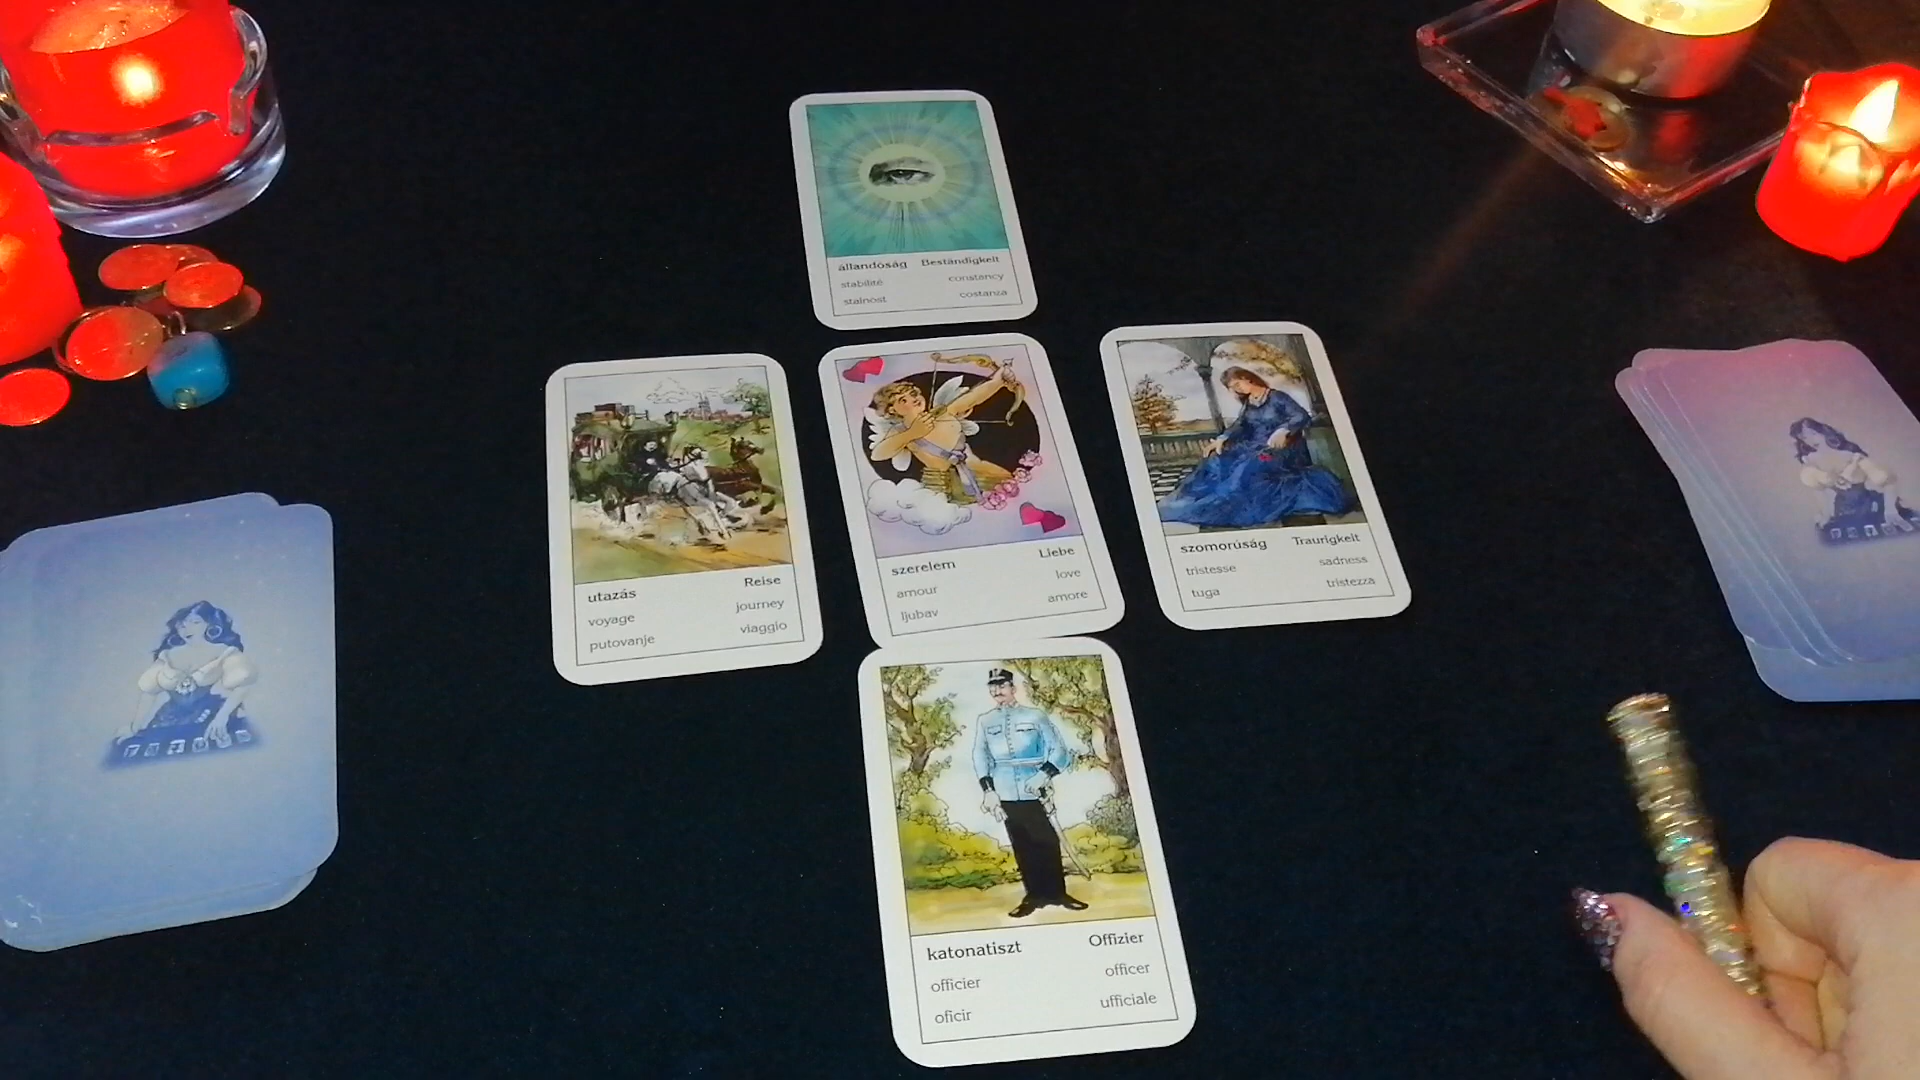 állandóság Beständigkeit
stabilité constancy
stalnost costanza
utazás Reise
voyage journey
putovanje viaggio
szerelem Liebe
amour love
ljubav amore
szomorúság Traurigkeit
tristesse sadness
tuga tristezza
katonatiszt Offizier
officier officer
oficir ufficiale